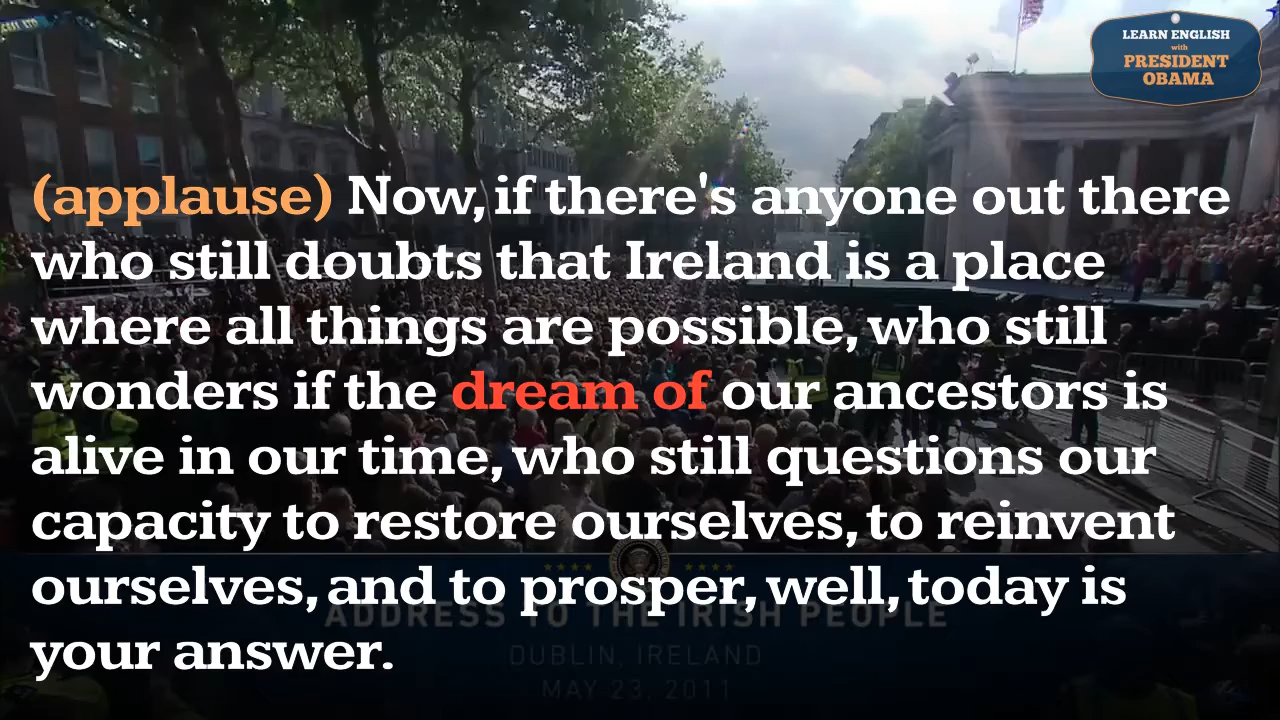 LEARN ENGLISH
with
PRESIDENT
OBAMA
(applause) Now, if there's anyone out there
who still doubts that Ireland is a place
where all things are possible, who still
wonders if the dream of our ancestors is
alive in our time, who still questions our
capacity to restore ourselves, to reinvent
ourselves, and to prosper, well, today is
your answer.
ADDRESS TO THE IRISH PEOPLE
DUBLIN, IRELAND
MAY 23, 2011